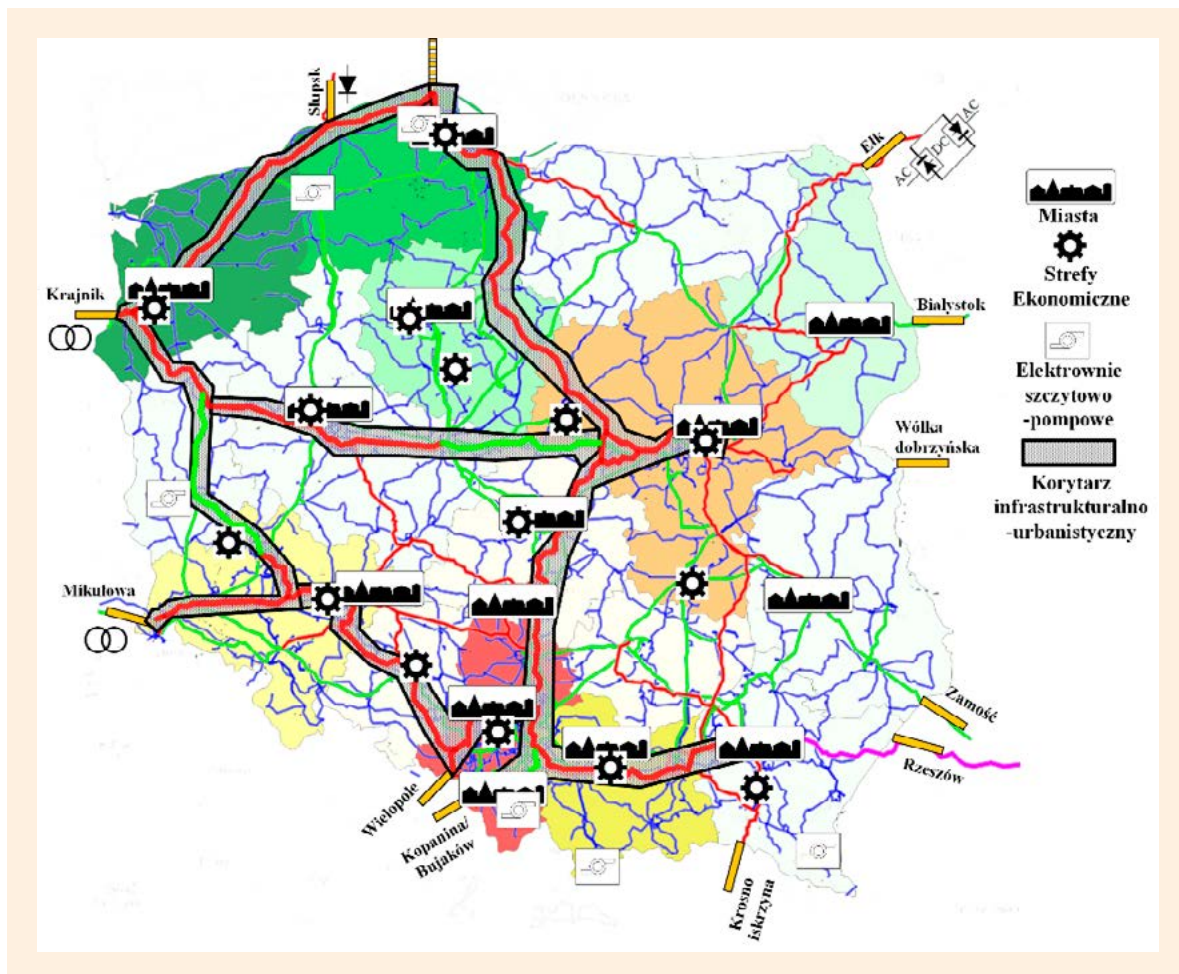 Słupsk
Ełk
AC
DC
AC
Krajnik
Białystok
Wólka
dobrzyńska
Mikułowa
Zamość
Rzeszów
Wielopole
Kopanina/
Bujaków
Krosno
iskrzyna
Miasta
Strefy
Ekonomiczne
Elektrownie
szczytowo
-pompowe
Korytarz
infrastrukturalno
-urbanistyczny